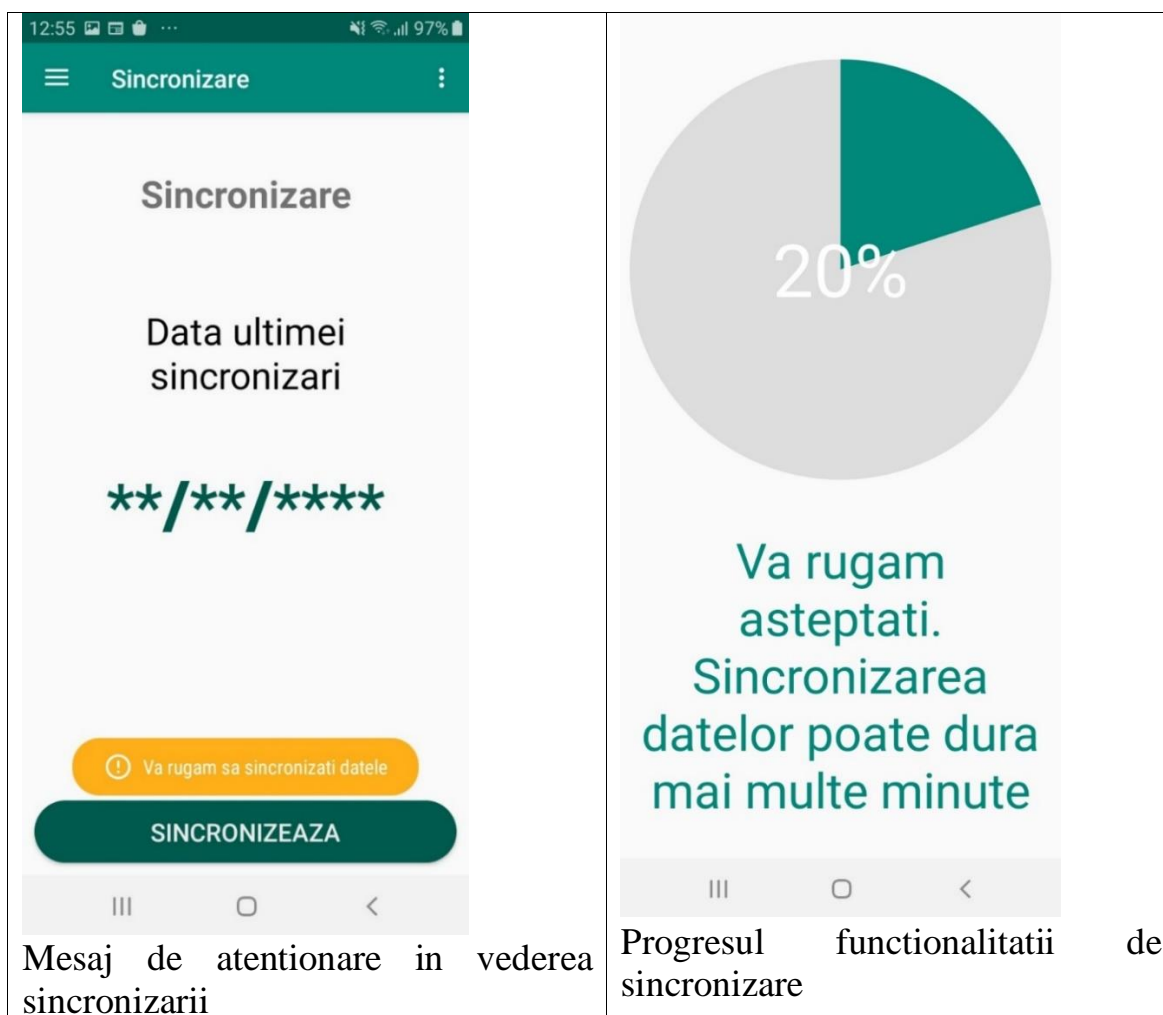 12:55 ... 97%
Sincronizare
Sincronizare
Data ultimei
sincronizari
**/**/****
Va rugam sa sincronizati datele
SINCRONIZEAZA
Mesaj de atentionare in vederea
sincronizarii
20%
Va rugam
asteptati.
Sincronizarea
datelor poate dura
mai multe minute
Progresul functionalitatii de
sincronizare